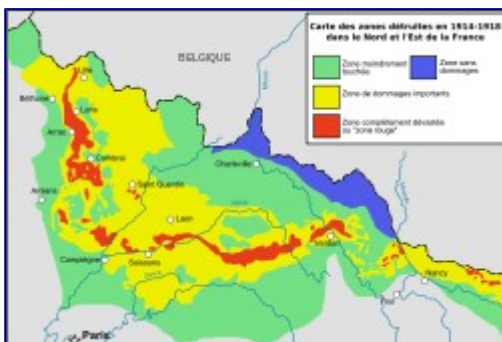 Carte des zones détruites en 1914-1918
dans le Nord et l'Est de la France
Zone moindrement
touchée
Zone sans
dommages
Zone de dommages importants
Zone complètement dévastée
ou "zone rouge"
BELGIQUE
Lille
Béthune
Lens
Arras
Cambrai
Amiens
Saint Quentin
Charleville
Laon
Compiègne
Soissons
Verdun
Nancy
Toul
Paris